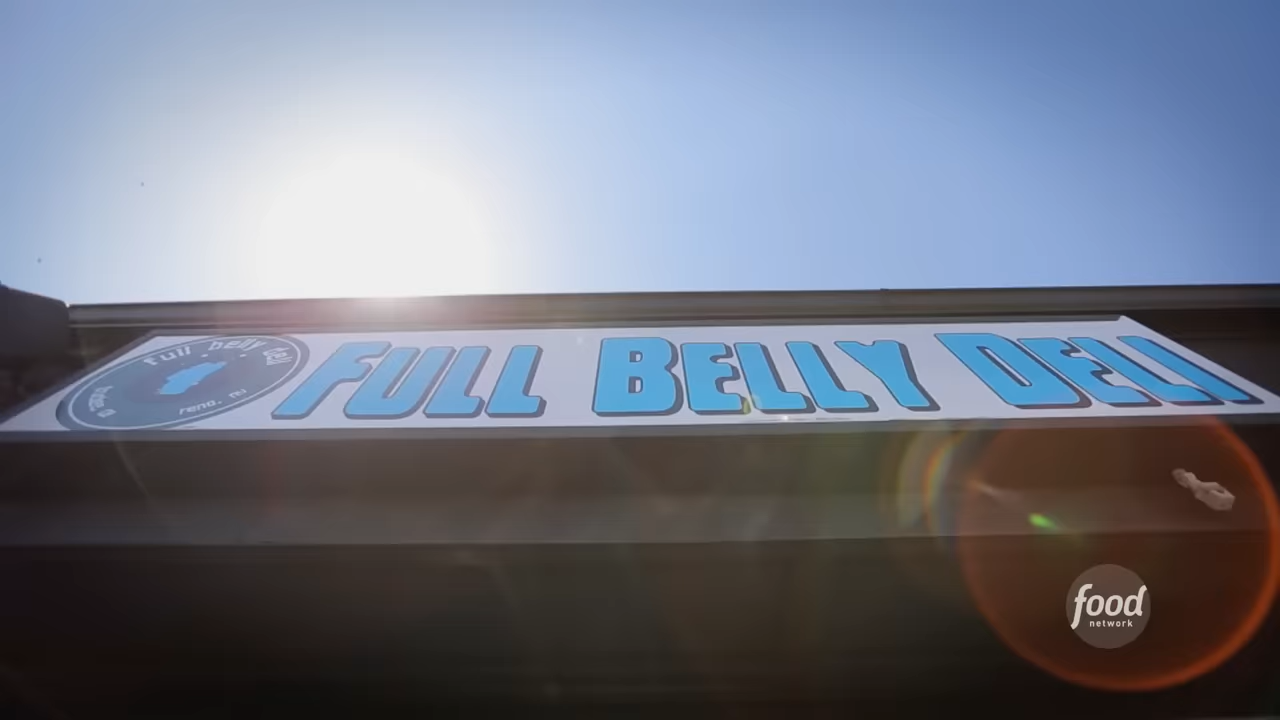 full belly deli
reno, nv
FULL BELLY DELI
food
network